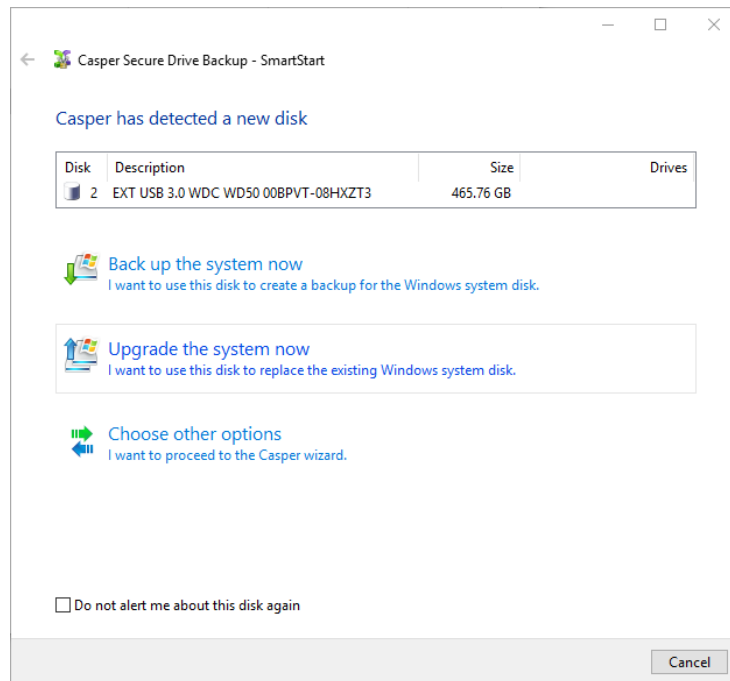 Casper Secure Drive Backup - SmartStart
Casper has detected a new disk
Disk Description Size Drives
2 EXT USB 3.0 WDC WD50 00BPVT-08HXZT3 465.76 GB
Back up the system now
I want to use this disk to create a backup for the Windows system disk.
Upgrade the system now
I want to use this disk to replace the existing Windows system disk.
Choose other options
I want to proceed to the Casper wizard.
Do not alert me about this disk again
Cancel